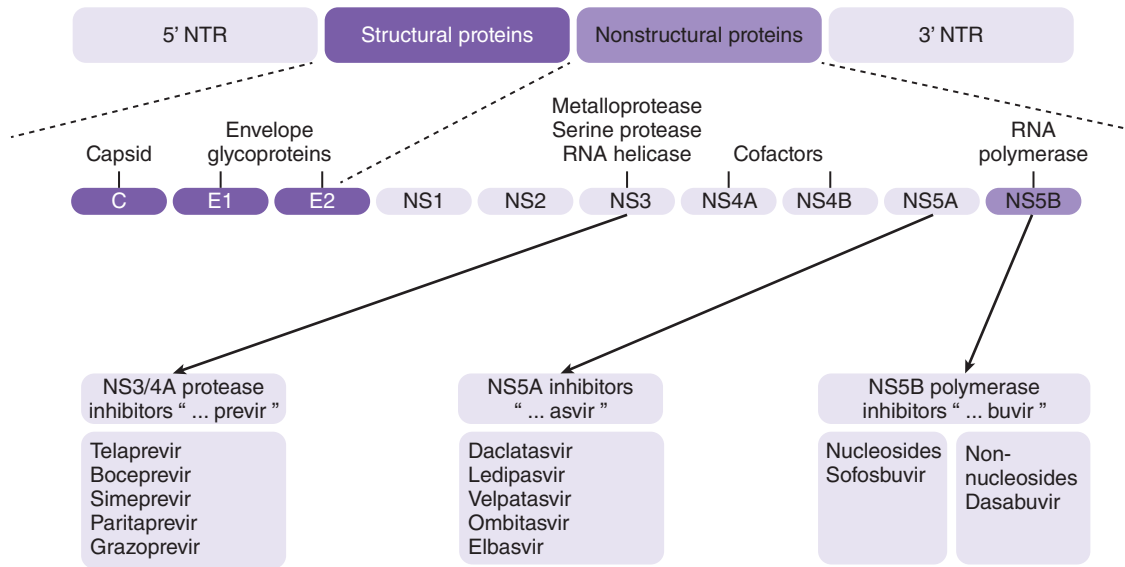 5’ NTR
Structural proteins
Nonstructural proteins
3’ NTR
Capsid
Envelope
glycoproteins
Metalloprotease
Serine protease
RNA helicase
Cofactors
RNA
polymerase
C
E1
E2
NS1
NS2
NS3
NS4A
NS4B
NS5A
NS5B
NS3/4A protease
inhibitors “ ... previr ”
Telaprevir
Boceprevir
Simeprevir
Paritaprevir
Grazoprevir
NS5A inhibitors
“ ... asvir ”
Daclatasvir
Ledipasvir
Velpatasvir
Ombitasvir
Elbasvir
NS5B polymerase
inhibitors “ ... buvir ”
Nucleosides
Sofosbuvir
Non-
nucleosides
Dasabuvir